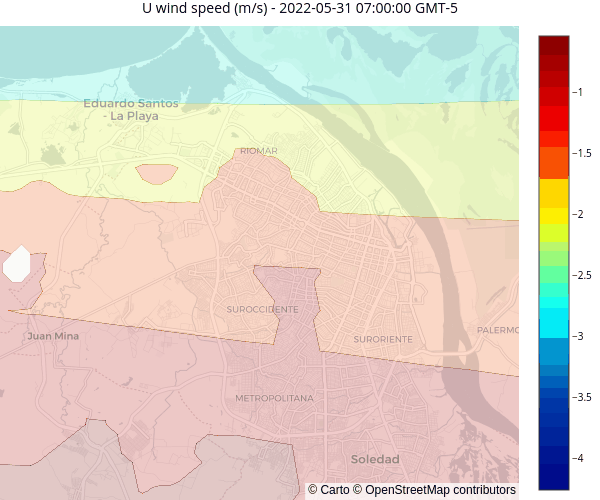 U wind speed (m/s) - 2022-05-31 07:00:00 GMT-5
Eduardo Santos
- La Playa
RIOMAR
SUROCCIDENTE
SURORIENTE
PALERMO
Juan Mina
METROPOLITANA
Soledad
−1
−1.5
−2
−2.5
−3
−3.5
−4
© Carto © OpenStreetMap contributors